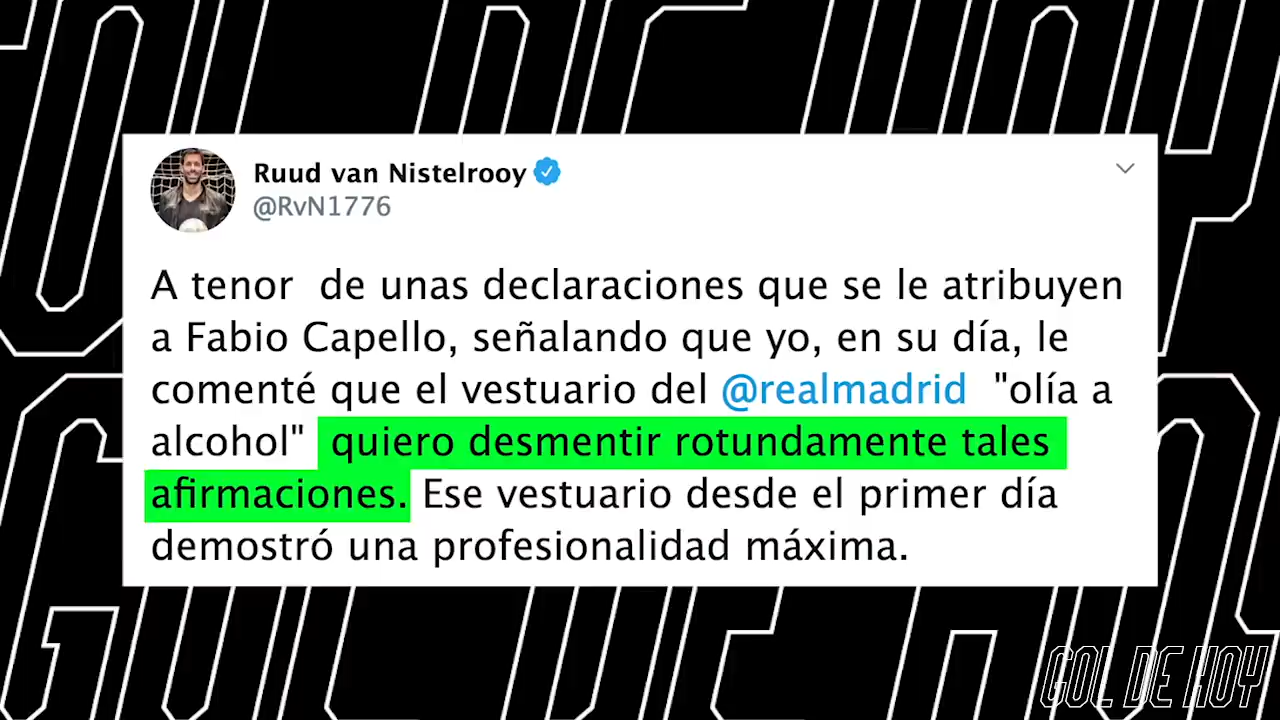 Ruud van Nistelrooy
@RvN1776
A tenor de unas declaraciones que se le atribuyen
a Fabio Capello, señalando que yo, en su día, le
comenté que el vestuario del @realmadrid "olía a
alcohol" quiero desmentir rotundamente tales
afirmaciones. Ese vestuario desde el primer día
demostró una profesionalidad máxima.
GOL DE HOY